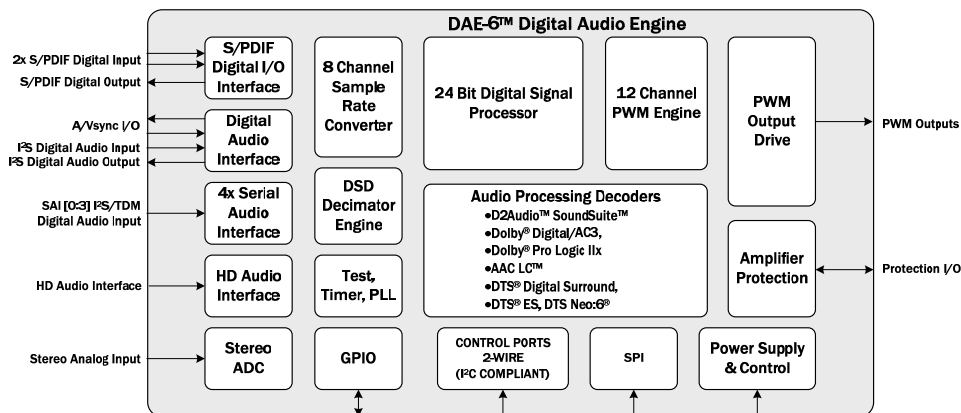 DAE-6™ Digital Audio Engine
2x S/PDIF Digital Input
S/PDIF Digital Output
S/PDIF
Digital I/O
Interface
8 Channel
Sample
Rate
Converter
24 Bit Digital Signal
Processor
12 Channel
PWM Engine
PWM
Output
Drive
PWM Outputs
A/Vsync I/O
I²S Digital Audio Input
I²S Digital Audio Output
Digital
Audio
Interface
SAI [0:3] I²S/TDM
Digital Audio Input
4x Serial
Audio
Interface
DSD
Decimator
Engine
Audio Processing Decoders
•D2Audio™ SoundSuite™
•Dolby® Digital/AC3,
•Dolby® Pro Logic IIx
•AAC LC™
•DTS® Digital Surround,
•DTS® ES, DTS Neo:6®
Amplifier
Protection
Protection I/O
HD Audio Interface
HD Audio
Interface
Test,
Timer, PLL
Stereo Analog Input
Stereo
ADC
GPIO
CONTROL PORTS
2-WIRE
(I²C COMPLIANT)
SPI
Power Supply
& Control